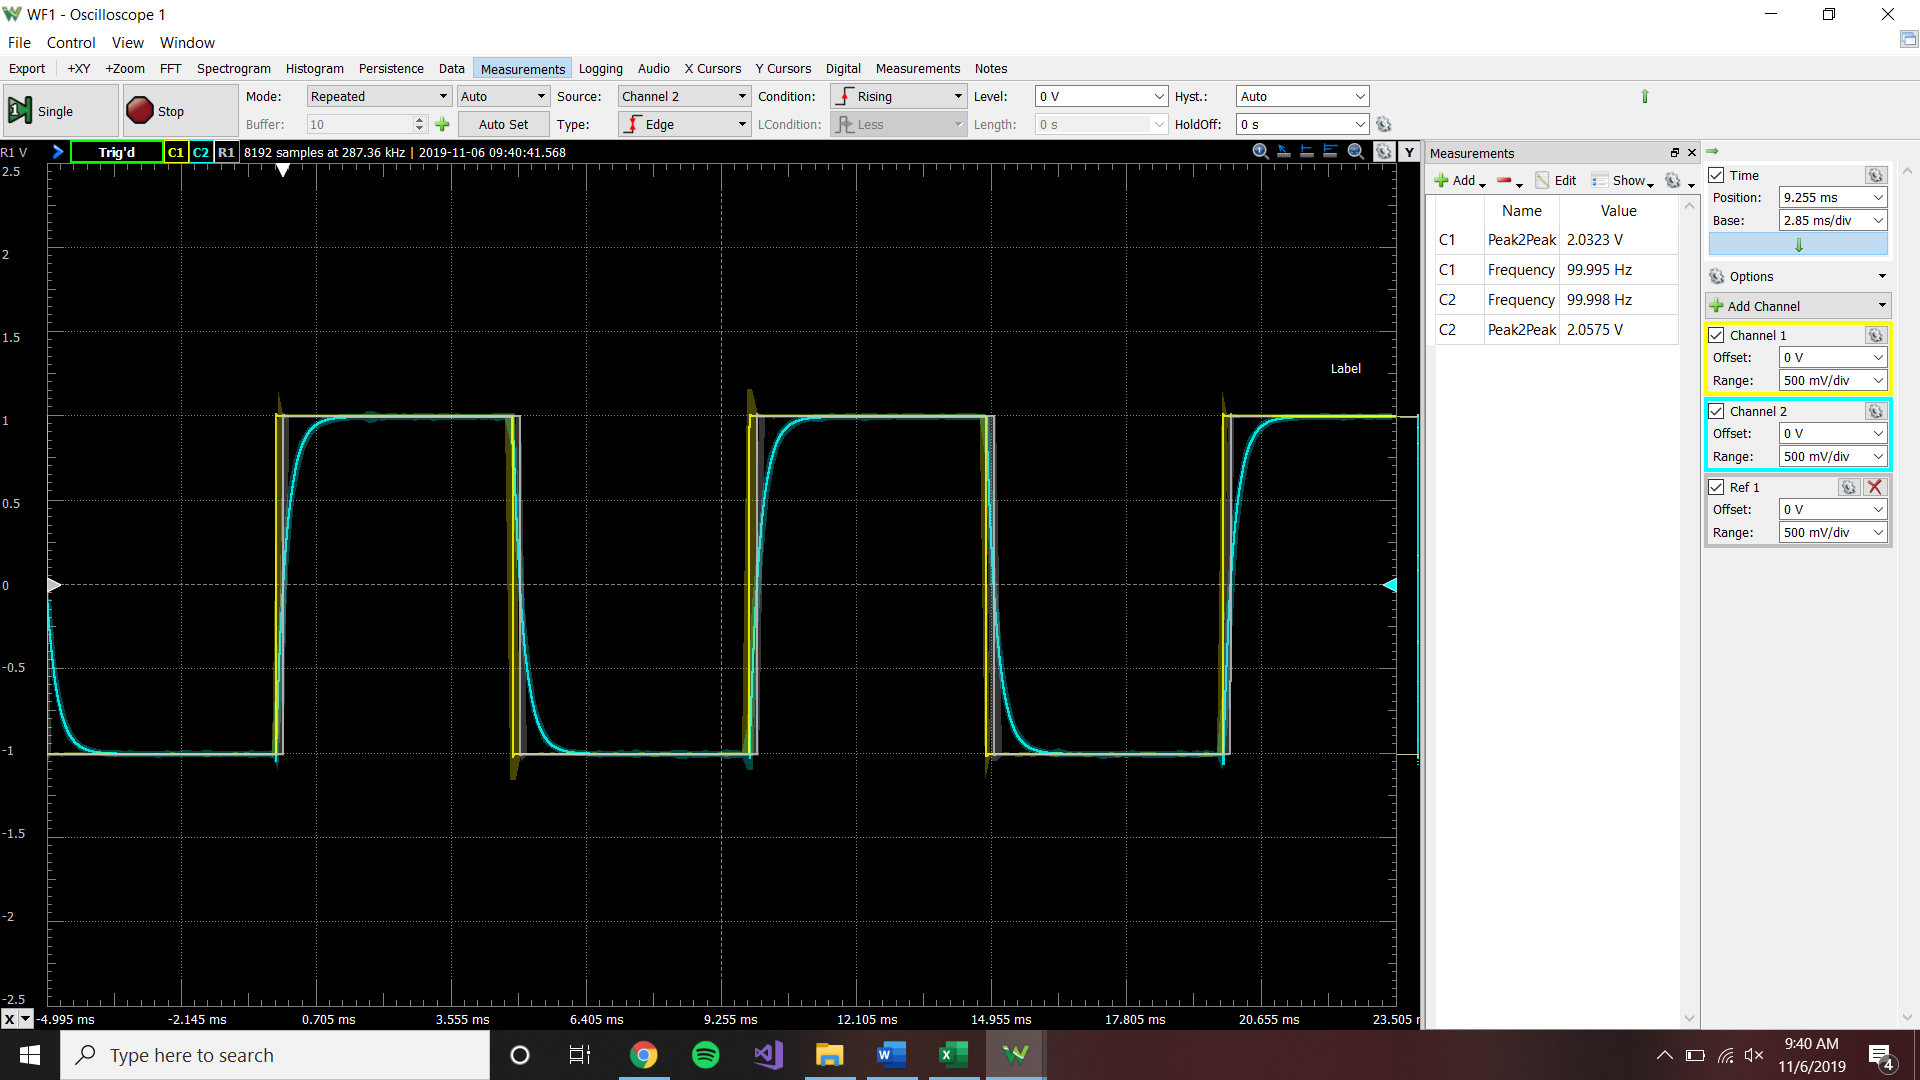 WF1 - Oscilloscope 1
File Control View Window
Export +XY +Zoom FFT Spectrogram Histogram Persistence Data Measurements Logging Audio X Cursors Y Cursors Digital Measurements Notes
Single Stop Mode: Repeated Auto Source: Channel 2 Condition: Rising Level: 0 V Hyst.: Auto
Buffer: 10 Auto Set Type: Edge LCondition: Less Length: 0 s HoldOff: 0 s
R1 V Trig'd C1 C2 R1 8192 samples at 287.36 kHz | 2019-11-06 09:40:41.568 Y
2.5
2
1.5
1
0.5
0
-0.5
-1
-1.5
-2
-2.5
Label
X -4.995 ms -2.145 ms 0.705 ms 3.555 ms 6.405 ms 9.255 ms 12.105 ms 14.955 ms 17.805 ms 20.655 ms 23.505 
Measurements
Add Edit Show
Name Value
C1 Peak2Peak 2.0323 V
C1 Frequency 99.995 Hz
C2 Frequency 99.998 Hz
C2 Peak2Peak 2.0575 V
Time
Position: 9.255 ms
Base: 2.85 ms/div
Options
Add Channel
Channel 1
Offset: 0 V
Range: 500 mV/div
Channel 2
Offset: 0 V
Range: 500 mV/div
Ref 1
Offset: 0 V
Range: 500 mV/div
Type here to search
9:40 AM
11/6/2019
4